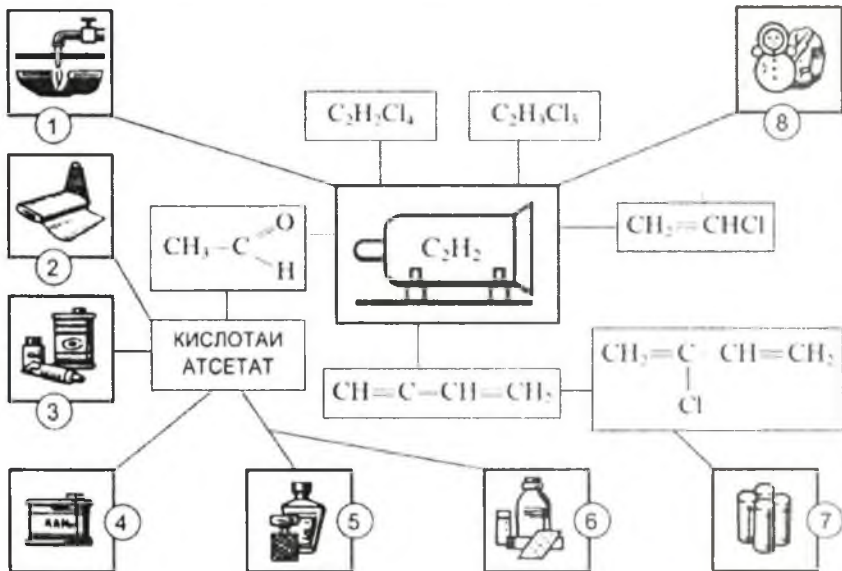 1
C₂H₂Cl₄
C₂H₃Cl₃
8
2
CH₃–C
O
H
C₂H₂
CH₂=CHCl
3
КИСЛОТАИ
АТСЕТАТ
CH≡C–CH=CH₂
CH₂=C CH=CH₂
Cl
4
5
6
7